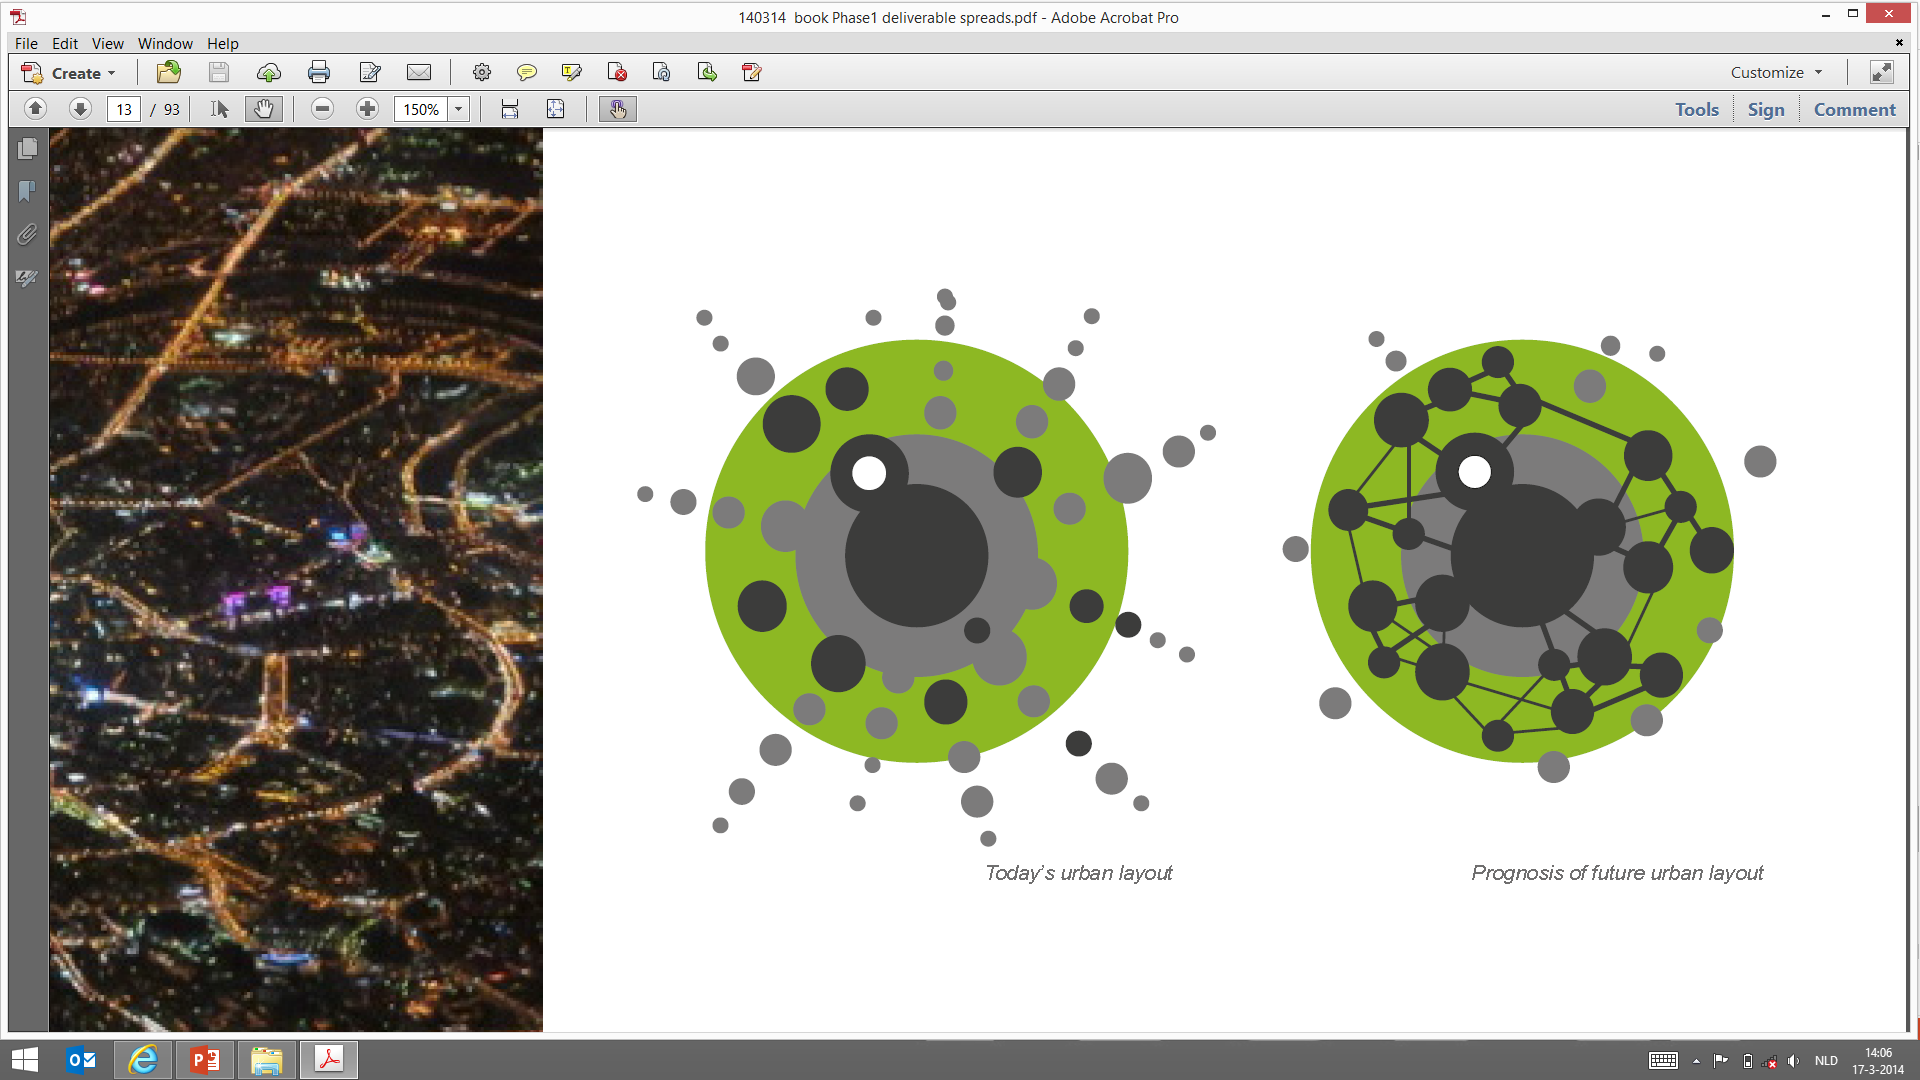 140314 book Phase1 deliverable spreads.pdf - Adobe Acrobat Pro
File Edit View Window Help
Create
Customize
13 / 93
150%
Tools Sign Comment
Today's urban layout
Prognosis of future urban layout
NLD
14:06
17-3-2014